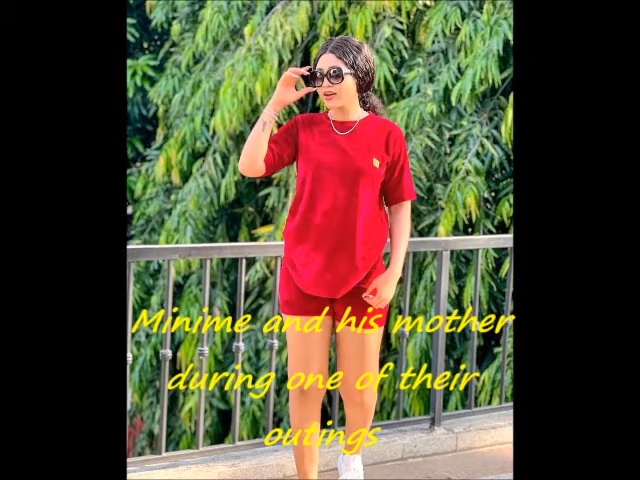 Minime and his mother
during one of their
outings